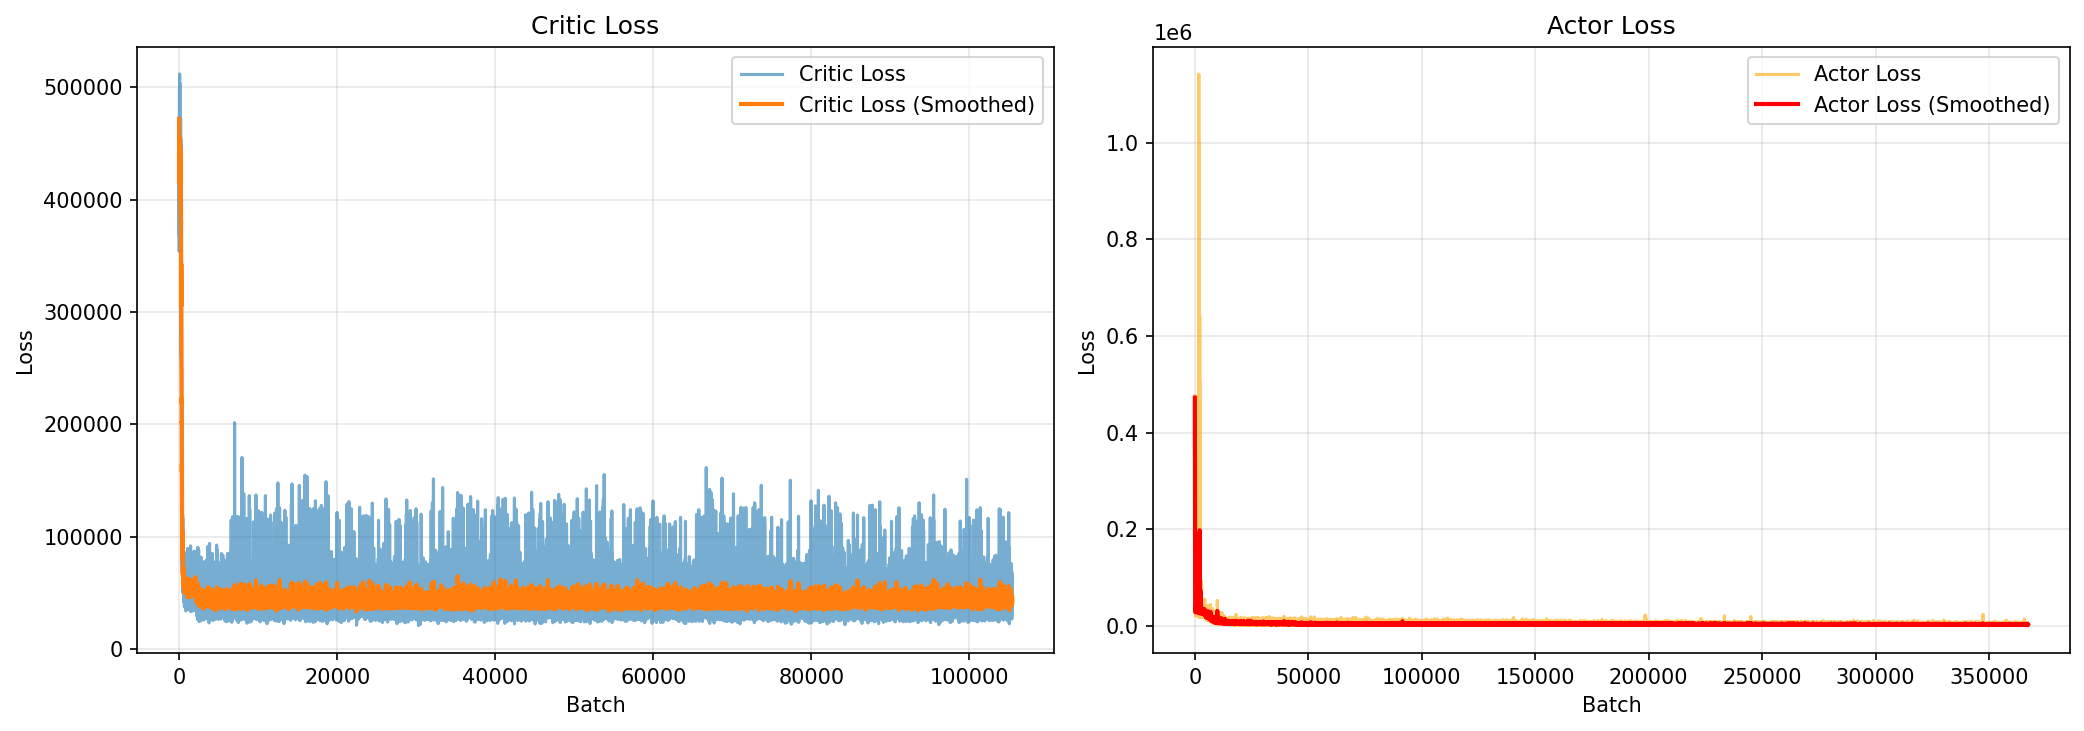 Critic Loss
Critic Loss
Critic Loss (Smoothed)
500000
400000
300000
200000
100000
0
Loss
0 20000 40000 60000 80000 100000
Batch
Actor Loss
1e6
Actor Loss
Actor Loss (Smoothed)
1.0
0.8
0.6
0.4
0.2
0.0
Loss
0 50000 100000 150000 200000 250000 300000 350000
Batch